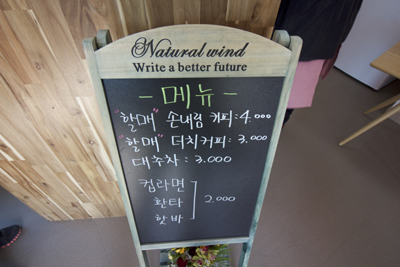 Natural wind
Write a better future
- 메뉴 -
"할매" 손내림 커피: 4.000
"할매" 더치커피: 3.000
대추차: 3.000
컵라면
환타 2.000
핫바